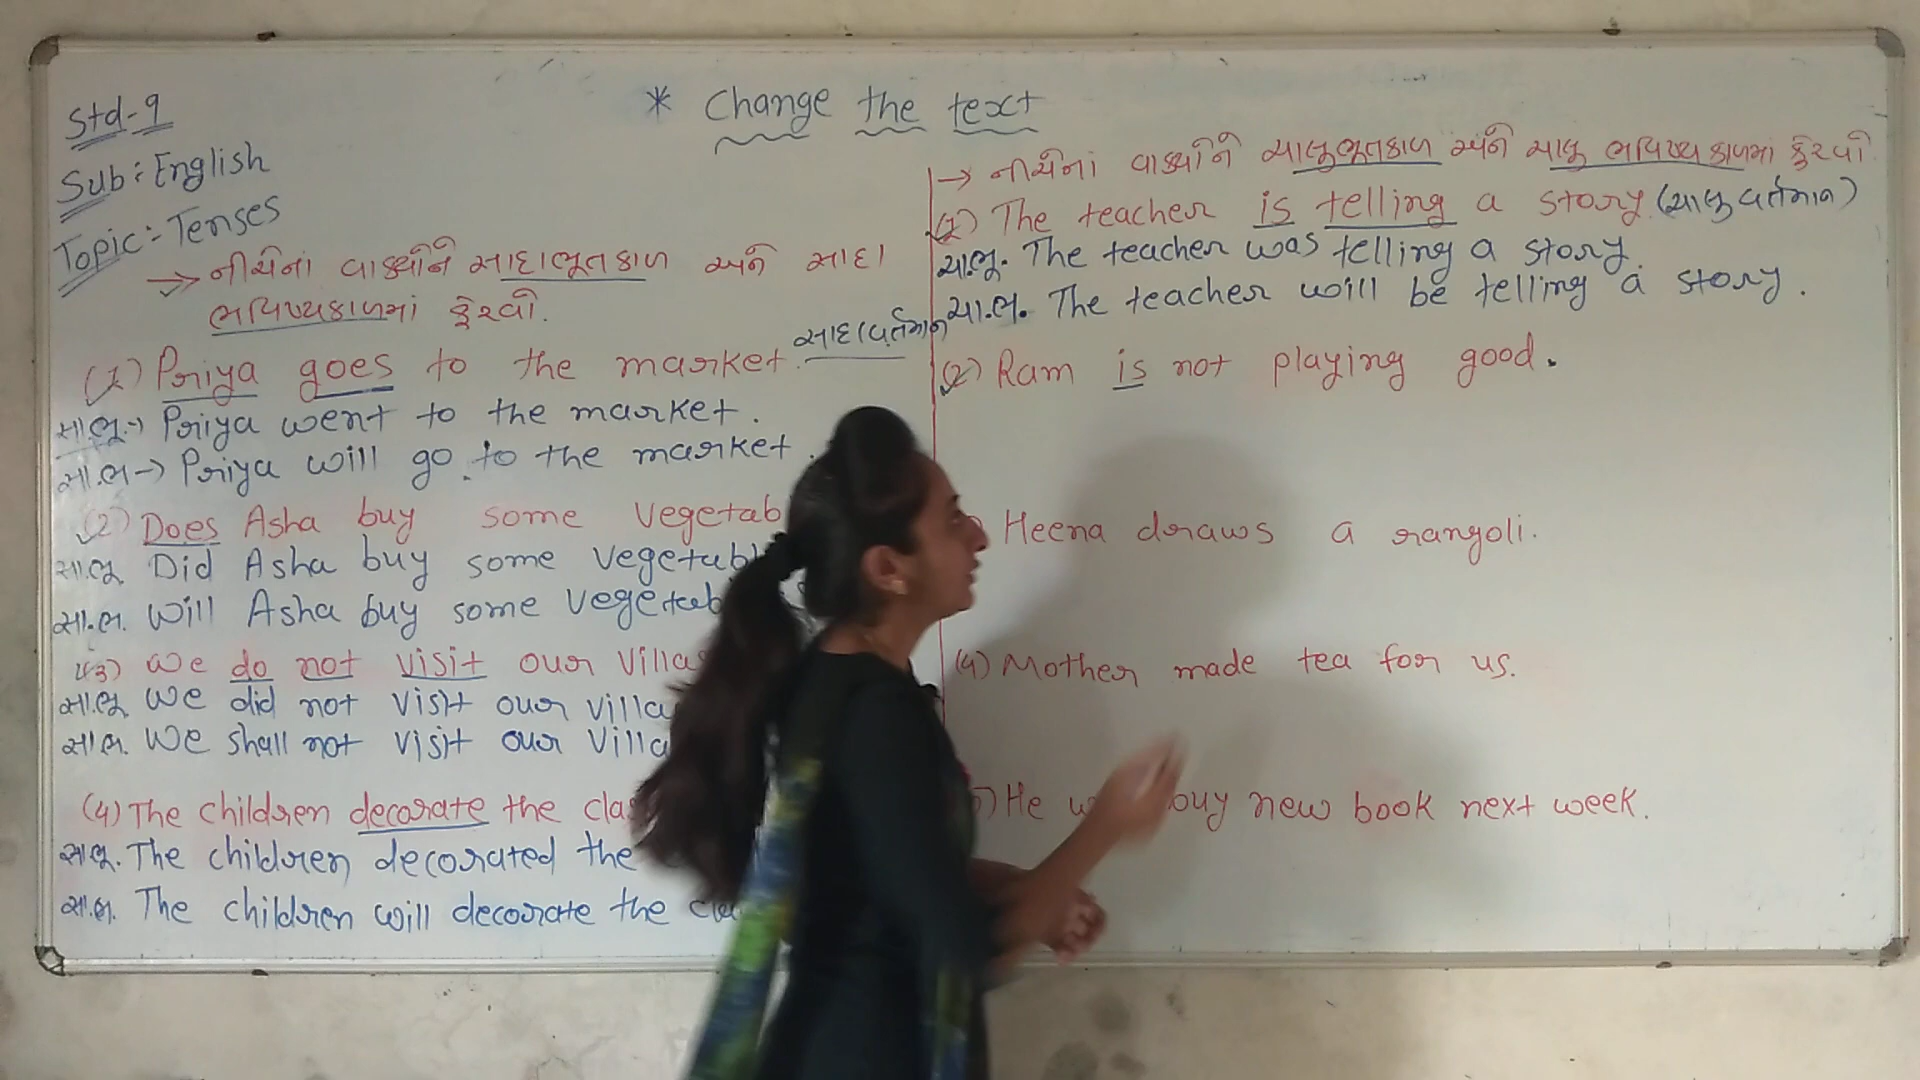 * Change the text
Std-9
Sub: English
Topic:- Tenses
→ નીચેનાં વાક્યોને સાદાભૂતકાળ અને સાદા
ભવિષ્યકાળમાં ફેરવો.
(1) Priya goes to the market. સાદાવર્તમાન
સા.ભૂ.→ Priya went to the market.
સા.ભ.→ Priya will go to the market.
(2) Does Asha buy some vegetab
સા.ભૂ. Did Asha buy some vegetab
સા.ભ. Will Asha buy some vegetab
(3) We do not visit our villag
સા.ભૂ. We did not visit our villa
સા.ભ. We shall not visit our villa
(4) The children decorate the cla
સા.ભૂ. The children decorated the
સા.ભ. The children will decorate the cla
→ નીચેનાં વાક્યોને ચાલુભૂતકાળ અને ચાલુ ભવિષ્યકાળમાં ફેરવો
(1) The teacher is telling a story. (ચાલુ વર્તમાન)
ચા.ભૂ. The teacher was telling a story.
ચા.ભ. The teacher will be telling a story.
(2) Ram is not playing good.
Heena draws a rangoli.
(4) Mother made tea for us.
5) He buy new book next week.